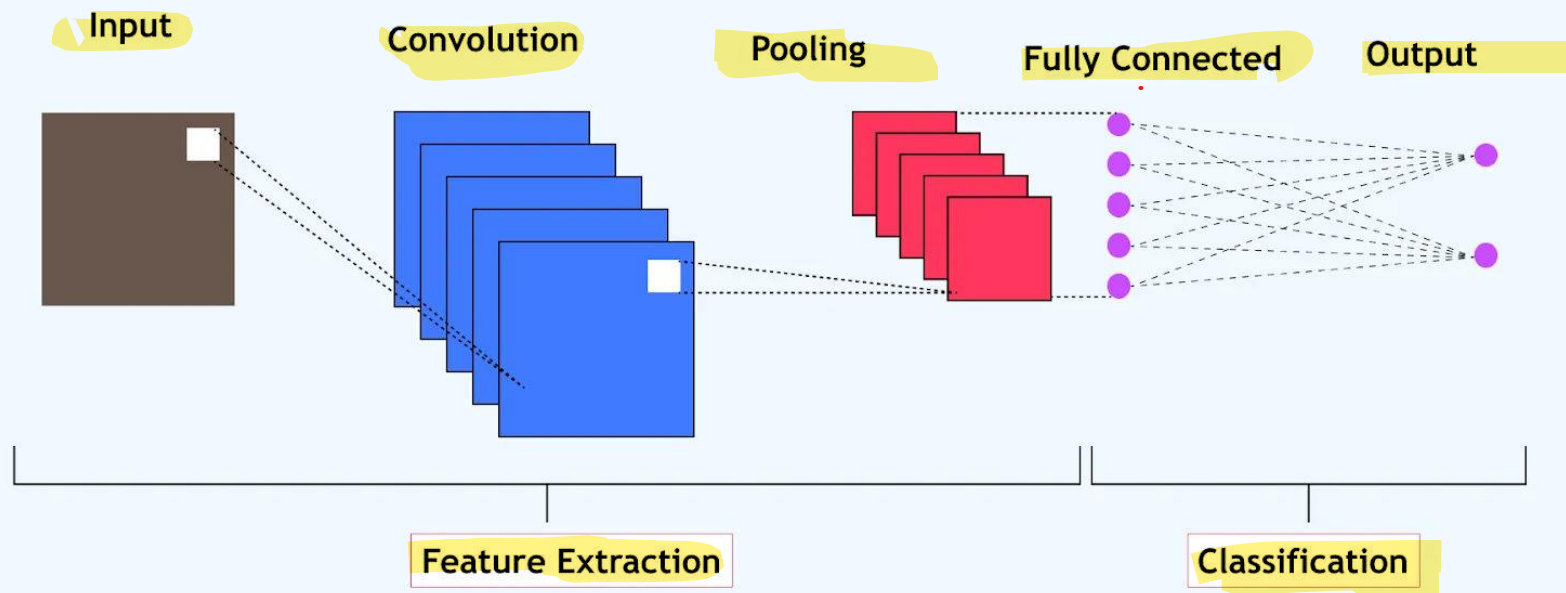 Input
Convolution
Pooling
Fully Connected
Output
Feature Extraction
Classification